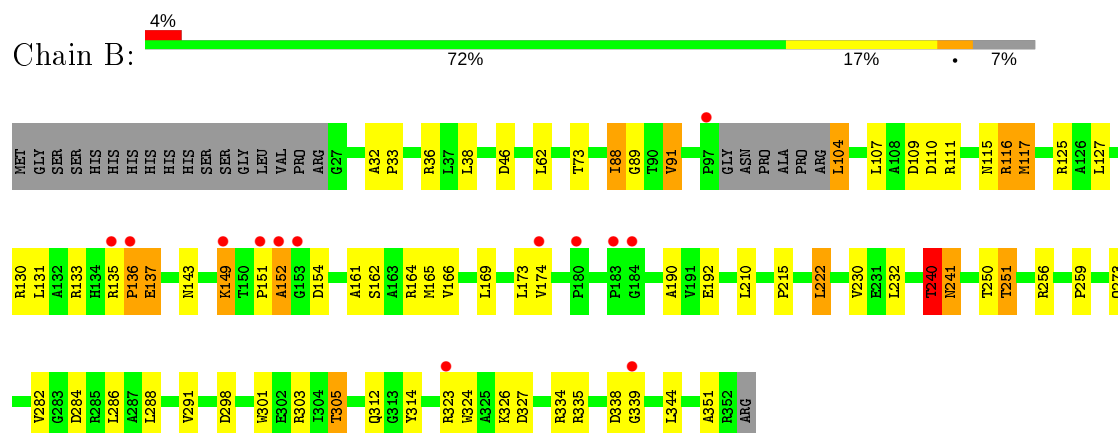 4%
Chain B:
72% 17% • 7%
MET GLY SER SER HIS HIS HIS HIS HIS HIS SER SER GLY LEU VAL PRO ARG G27 A32 P33 R36 L37 L38 D46 L62 T73 I88 G89 T90 V91 P97 GLY ASN PRO ALA PRO ARG L104 L107 A108 D109 D110 R111 N115 R116 M117 R125 A126 L127
R130 L131 A132 R133 H134 R135 P136 E137 N143 K149 T150 P151 A152 G153 D154 A161 S162 A163 R164 M165 V166 L169 L173 V174 P180 P183 G184 A190 V191 E192 L210 P215 L222 V230 E231 L232 T240 N241 T250 T251 R256 P259
V282 G283 D284 R285 L286 A287 L288 V291 D298 W301 E302 R303 I304 T305 Q312 G313 Y314 R323 W324 A325 K326 D327 R334 R335 D338 G339 L344 A351 R352 ARG